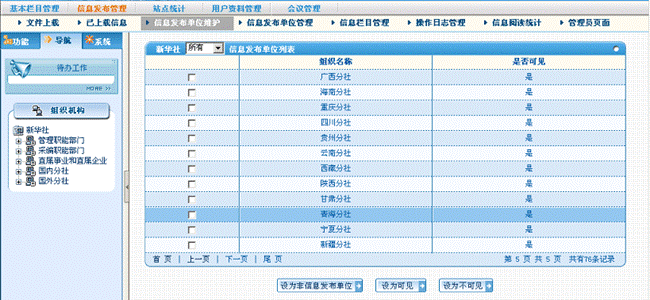 基本栏目管理 信息发布管理 站点统计 用户资料管理 会议管理
文件上载 已上载信息 信息发布单位维护 信息发布单位管理 信息栏目管理 操作日志管理 信息阅读统计 管理员页面
功能 导航 系统
新华社 所有 信息发布单位列表
待办工作
MORE >>
组织机构
新华社
管理职能部门
采编职能部门
直属事业和直属企业
国内分社
国外分社
组织名称 是否可见
广西分社 是
海南分社 是
重庆分社 是
四川分社 是
贵州分社 是
云南分社 是
西藏分社 是
陕西分社 是
甘肃分社 是
青海分社 是
宁夏分社 是
新疆分社 是
首 页 | 上一页 | 下一页 | 尾 页 第 5 页 共 5 页 共有76条记录
设为非信息发布单位 设为可见 设为不可见